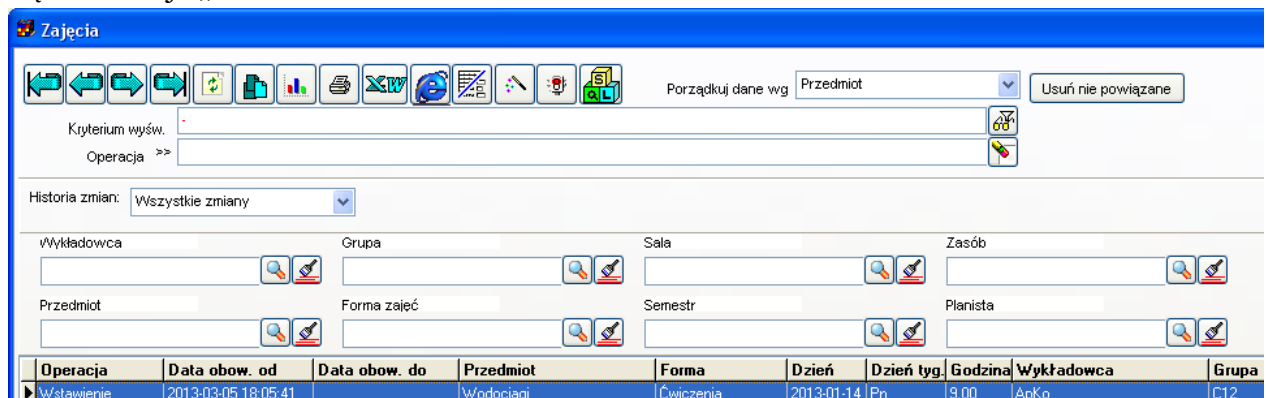 Zajęcia
XW SQL Porządkuj dane wg Przedmiot Usuń nie powiązane
Kryterium wyśw. -
Operacja >>
Historia zmian: Wszystkie zmiany
Wykładowca Grupa Sala Zasób
Przedmiot Forma zajęć Semestr Planista
Operacja Data obow. od Data obow. do Przedmiot Forma Dzień Dzień tyg. Godzina Wykładowca Grupa
Wstawienie 2013-03-05 18:05:41 Wodociągi Ćwiczenia 2013-01-14 Pn 9.00 ApKo C12